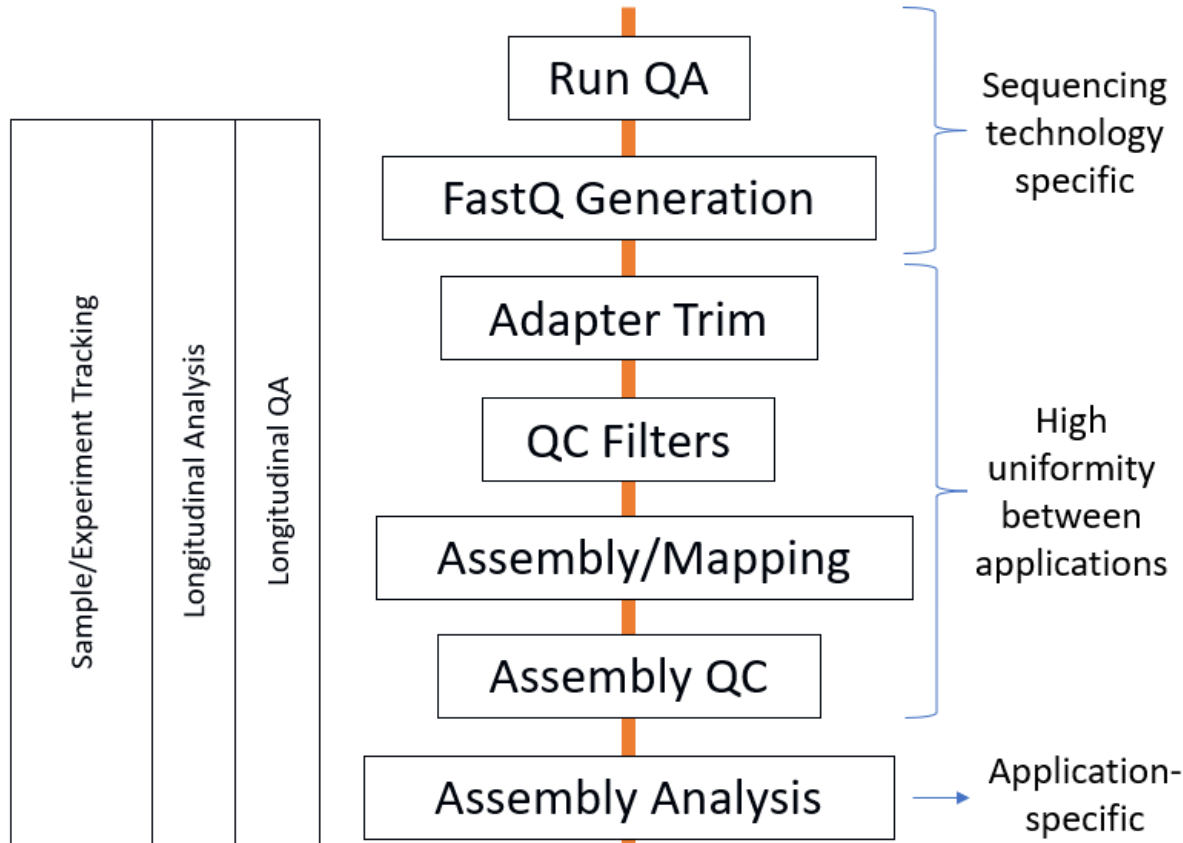 Run QA
Sequencing
technology
specific
FastQ Generation
Adapter Trim
QC Filters
High
uniformity
between
applications
Assembly/Mapping
Assembly QC
Assembly Analysis
Application-
specific
Sample/Experiment Tracking
Longitudinal Analysis
Longitudinal QA